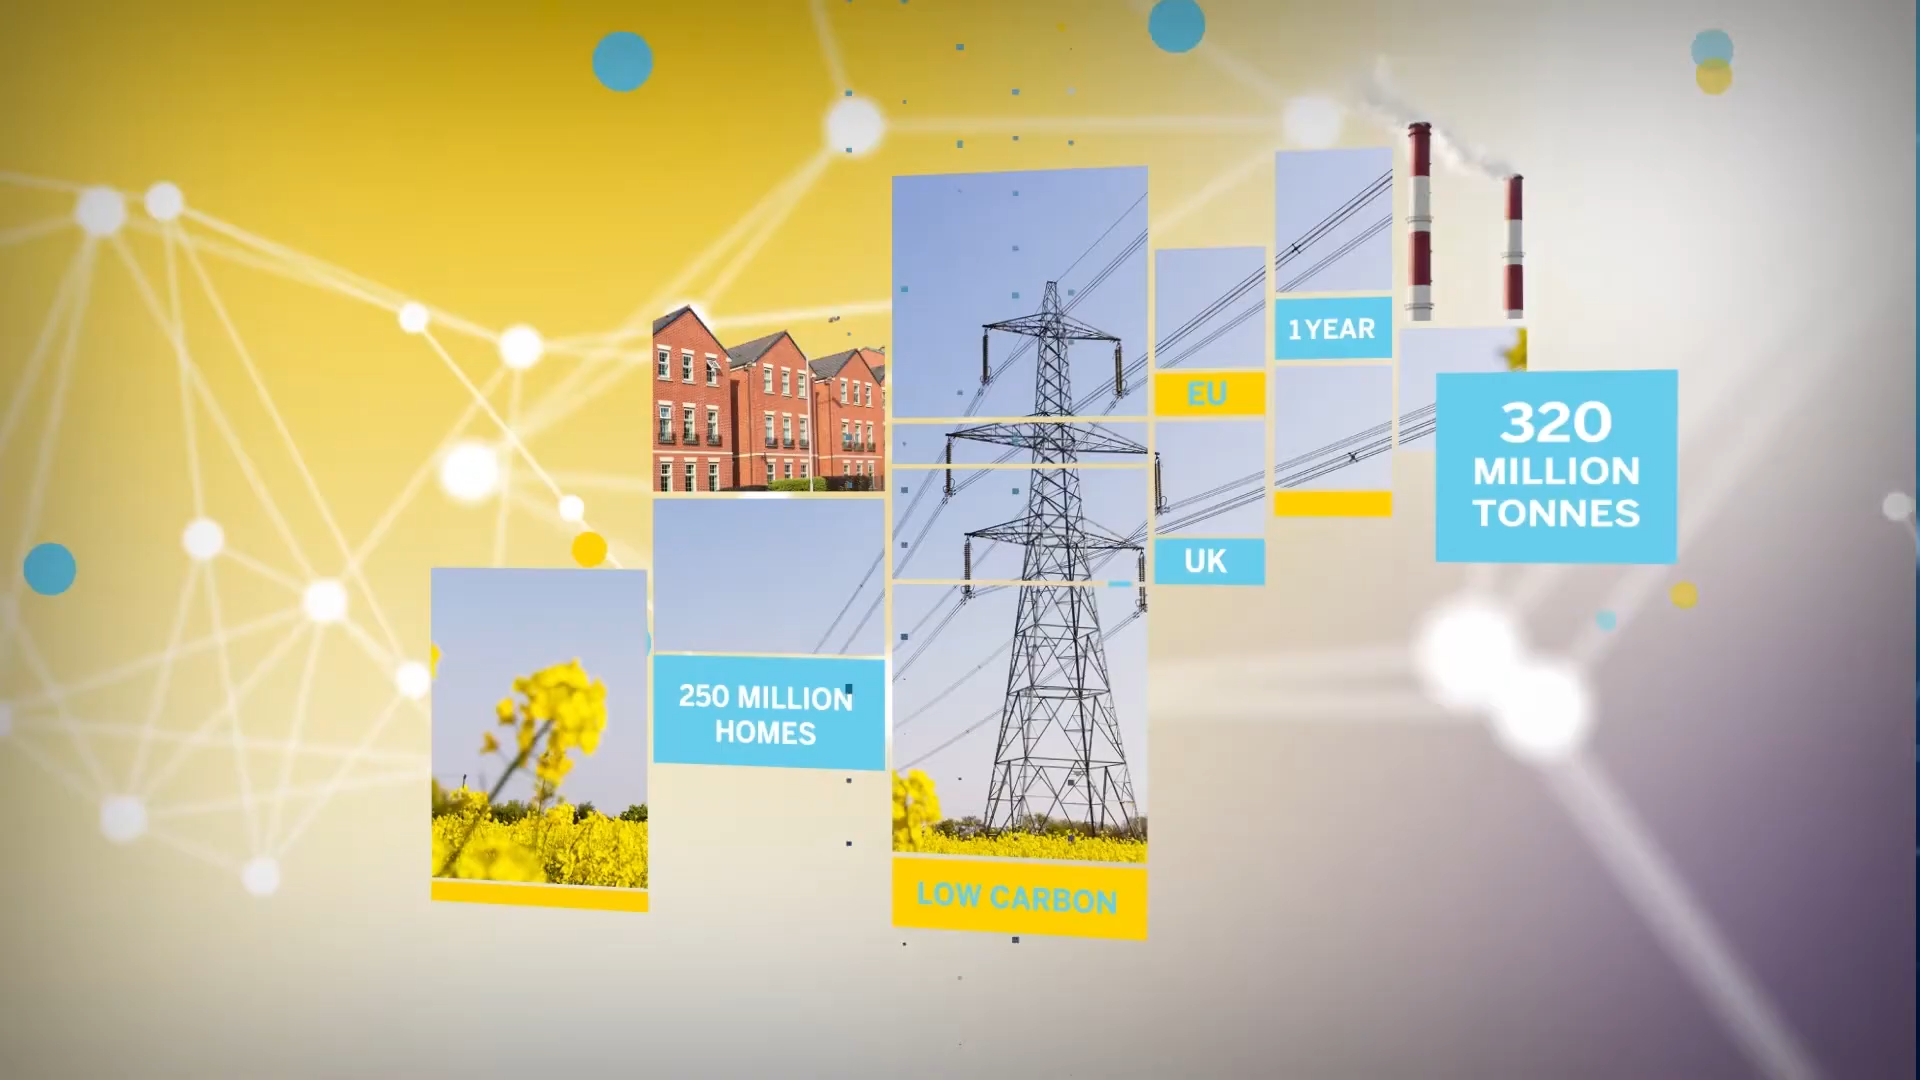 1 YEAR
EU
320
MILLION
TONNES
UK
250 MILLION
HOMES
LOW CARBON